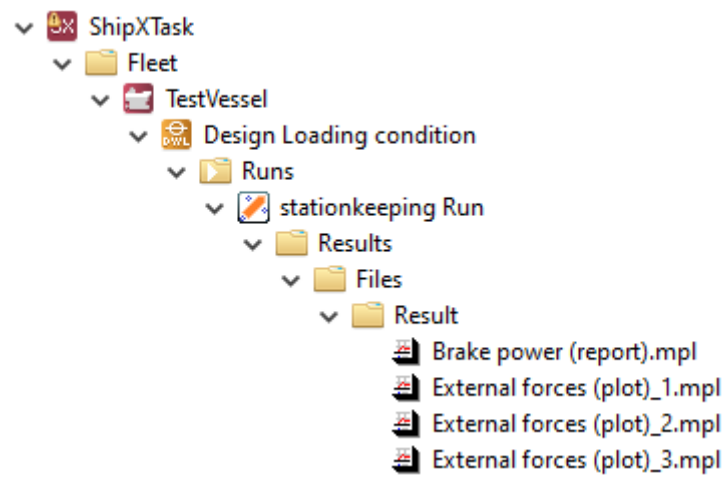 ShipXTask
Fleet
TestVessel
DWL Design Loading condition
Runs
stationkeeping Run
Results
Files
Result
Brake power (report).mpl
External forces (plot)_1.mpl
External forces (plot)_2.mpl
External forces (plot)_3.mpl